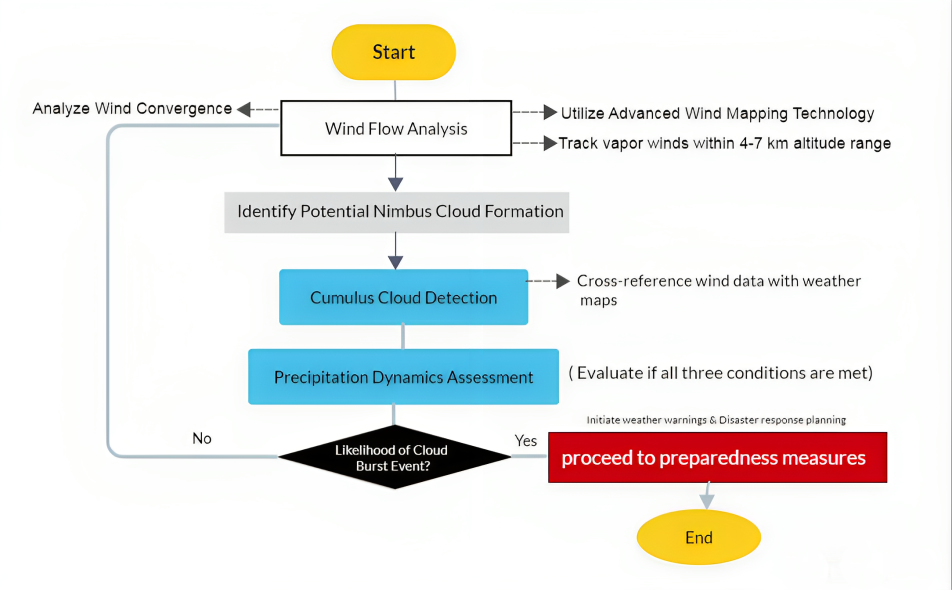 Start
Analyze Wind Convergence
Wind Flow Analysis
Utilize Advanced Wind Mapping Technology
Track vapor winds within 4-7 km altitude range
Identify Potential Nimbus Cloud Formation
Cumulus Cloud Detection
Cross-reference wind data with weather
maps
Precipitation Dynamics Assessment
( Evaluate if all three conditions are met)
No
Likelihood of Cloud
Burst Event?
Yes
Initiate weather warnings & Disaster response planning
proceed to preparedness measures
End